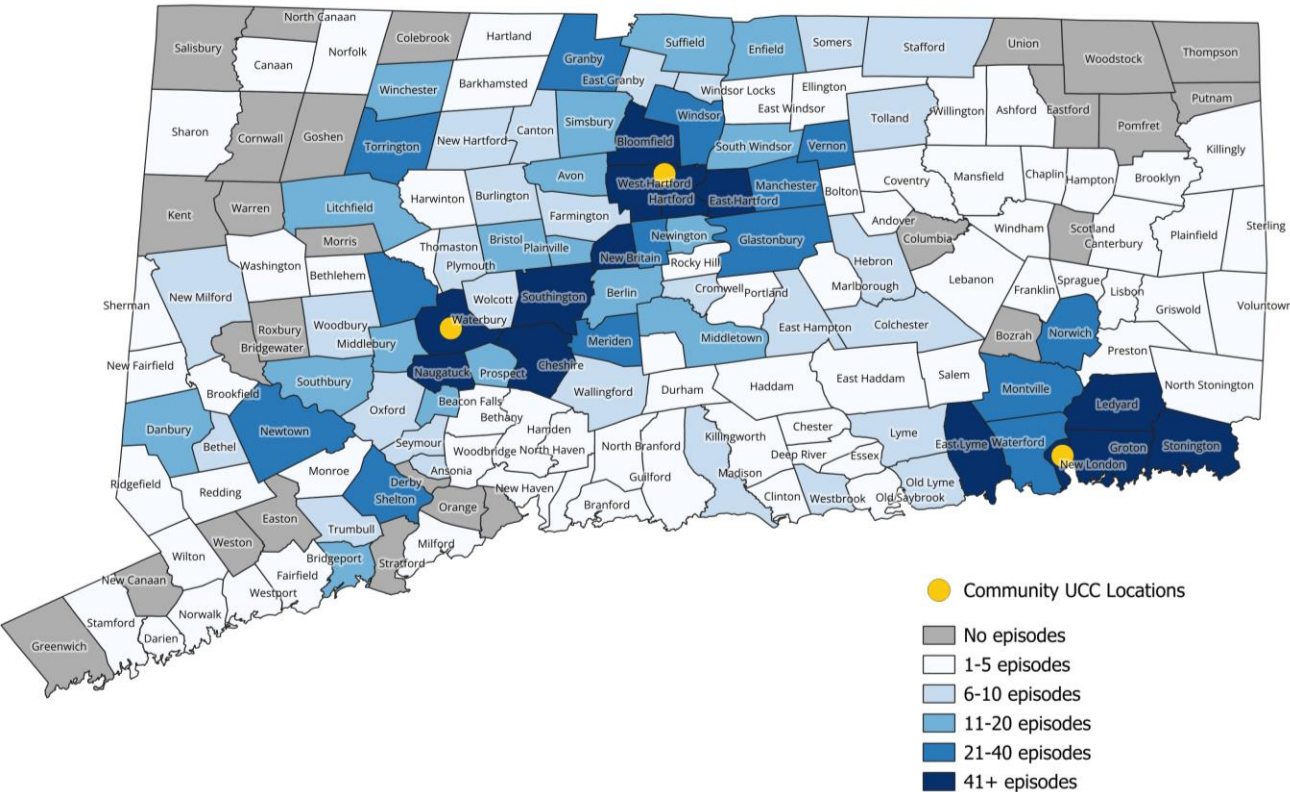 North Canaan
Salisbury
Colebrook
Hartland
Canaan
Norfolk
Granby
Suffield
Enfield
Somers
Stafford
Union
Woodstock
Thompson
Winchester
Barkhamsted
East Granby
Windsor Locks
Ellington
East Windsor
Putnam
Sharon
Cornwall
Goshen
Torrington
New Hartford
Canton
Simsbury
Bloomfield
Windsor
South Windsor
Vernon
Tolland
Willington
Ashford
Eastford
Pomfret
Killingly
Kent
Warren
Litchfield
Harwinton
Burlington
Avon
West Hartford
Hartford
East Hartford
Manchester
Bolton
Coventry
Mansfield
Chaplin
Hampton
Brooklyn
Morris
Farmington
Andover
Columbia
Windham
Scotland
Canterbury
Plainfield
Sterling
Washington
Bethlehem
Thomaston
Plymouth
Bristol
Plainville
New Britain
Newington
Rocky Hill
Glastonbury
Hebron
Marlborough
Lebanon
Franklin
Sprague
Lisbon
Griswold
Voluntown
Sherman
New Milford
Roxbury
Bridgewater
Woodbury
Middlebury
Waterbury
Wolcott
Southington
Berlin
Cromwell
Portland
East Hampton
Colchester
Bozrah
Norwich
Preston
New Fairfield
Brookfield
Southbury
Naugatuck
Prospect
Cheshire
Meriden
Middletown
Wallingford
Durham
Haddam
East Haddam
Salem
Montville
Ledyard
North Stonington
Danbury
Bethel
Newtown
Oxford
Beacon Falls
Bethany
Seymour
Woodbridge
Hamden
North Haven
North Branford
Guilford
Killingworth
Madison
Chester
Deep River
Essex
Lyme
East Lyme
Waterford
New London
Groton
Stonington
Ridgefield
Redding
Monroe
Ansonia
Derby
Shelton
Orange
New Haven
Branford
Clinton
Westbrook
Old Saybrook
Old Lyme
Easton
Weston
Trumbull
Bridgeport
Stratford
Milford
Wilton
Fairfield
Westport
New Canaan
Norwalk
Stamford
Darien
Greenwich
Community UCC Locations
No episodes
1-5 episodes
6-10 episodes
11-20 episodes
21-40 episodes
41+ episodes